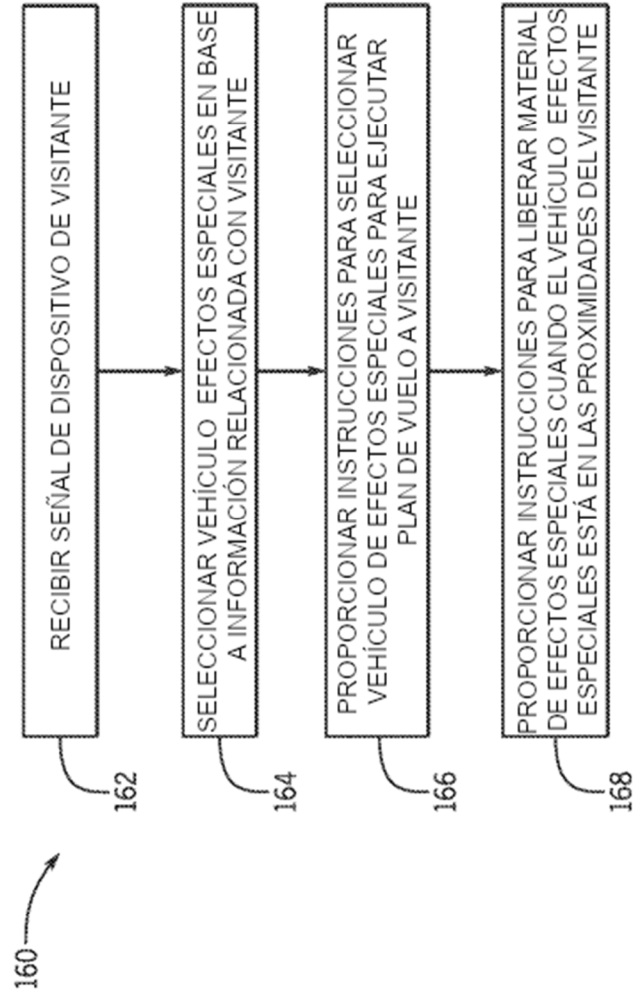 160
162
RECIBIR SEÑAL DE DISPOSITIVO DE VISITANTE
164
SELECCIONAR VEHÍCULO EFECTOS ESPECIALES EN BASE
A INFORMACIÓN RELACIONADA CON VISITANTE
166
PROPORCIONAR INSTRUCCIONES PARA SELECCIONAR
VEHÍCULO DE EFECTOS ESPECIALES PARA EJECUTAR
PLAN DE VUELO A VISITANTE
168
PROPORCIONAR INSTRUCCIONES PARA LIBERAR MATERIAL
DE EFECTOS ESPECIALES CUANDO EL VEHÍCULO EFECTOS
ESPECIALES ESTÁ EN LAS PROXIMIDADES DEL VISITANTE